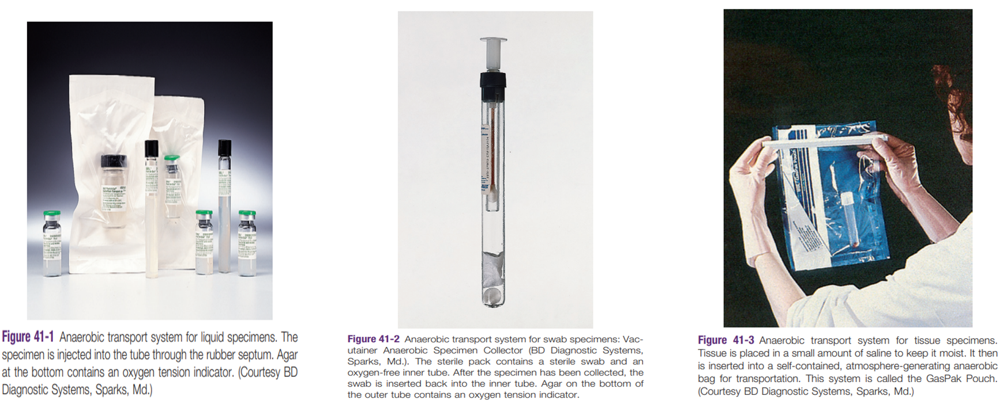 Figure 41-1 Anaerobic transport system for liquid specimens. The
specimen is injected into the tube through the rubber septum. Agar
at the bottom contains an oxygen tension indicator. (Courtesy BD
Diagnostic Systems, Sparks, Md.)
Figure 41-2 Anaerobic transport system for swab specimens: Vac-
utainer Anaerobic Specimen Collector (BD Diagnostic Systems,
Sparks, Md.). The sterile pack contains a sterile swab and an
oxygen-free inner tube. After the specimen has been collected, the
swab is inserted back into the inner tube. Agar on the bottom of
the outer tube contains an oxygen tension indicator.
Figure 41-3 Anaerobic transport system for tissue specimens.
Tissue is placed in a small amount of saline to keep it moist. It then
is inserted into a self-contained, atmosphere-generating anaerobic
bag for transportation. This system is called the GasPak Pouch.
(Courtesy BD Diagnostic Systems, Sparks, Md.)